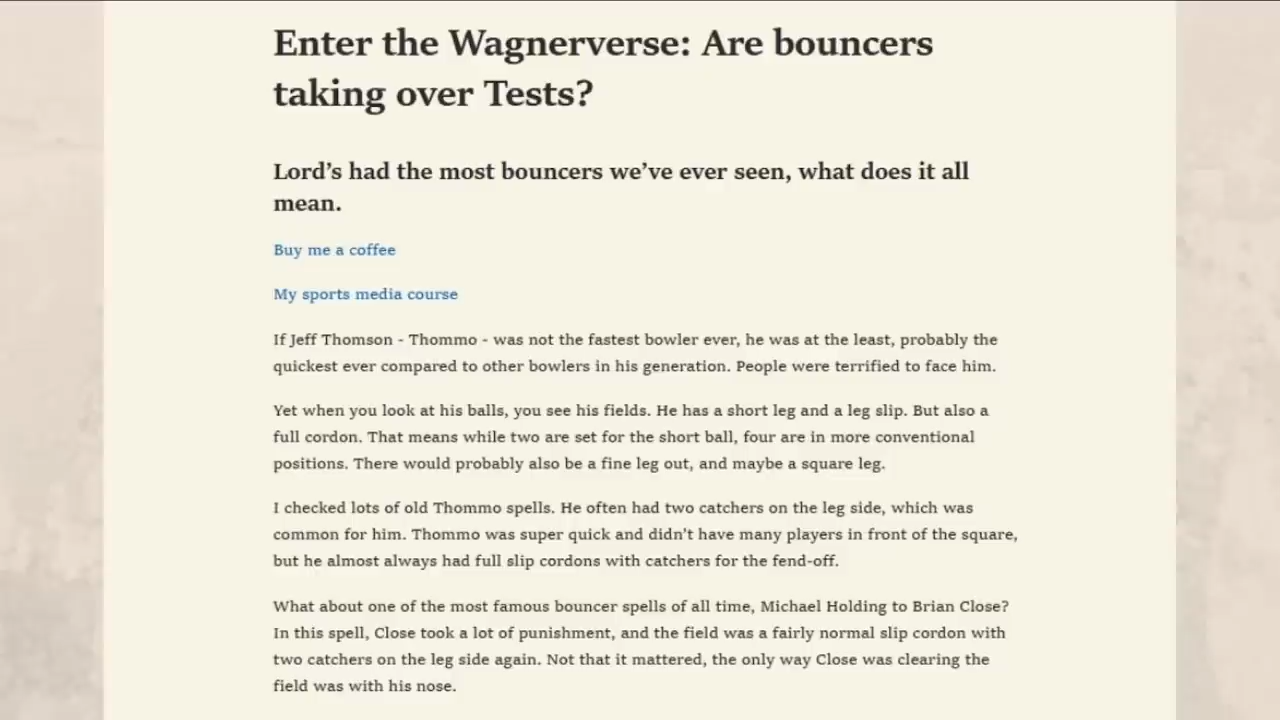 Enter the Wagnerverse: Are bouncers
taking over Tests?
Lord's had the most bouncers we've ever seen, what does it all
mean.
Buy me a coffee
My sports media course
If Jeff Thomson - Thommo - was not the fastest bowler ever, he was at the least, probably the
quickest ever compared to other bowlers in his generation. People were terrified to face him.
Yet when you look at his balls, you see his fields. He has a short leg and a leg slip. But also a
full cordon. That means while two are set for the short ball, four are in more conventional
positions. There would probably also be a fine leg out, and maybe a square leg.
I checked lots of old Thommo spells. He often had two catchers on the leg side, which was
common for him. Thommo was super quick and didn't have many players in front of the square,
but he almost always had full slip cordons with catchers for the fend-off.
What about one of the most famous bouncer spells of all time, Michael Holding to Brian Close?
In this spell, Close took a lot of punishment, and the field was a fairly normal slip cordon with
two catchers on the leg side again. Not that it mattered, the only way Close was clearing the
field was with his nose.